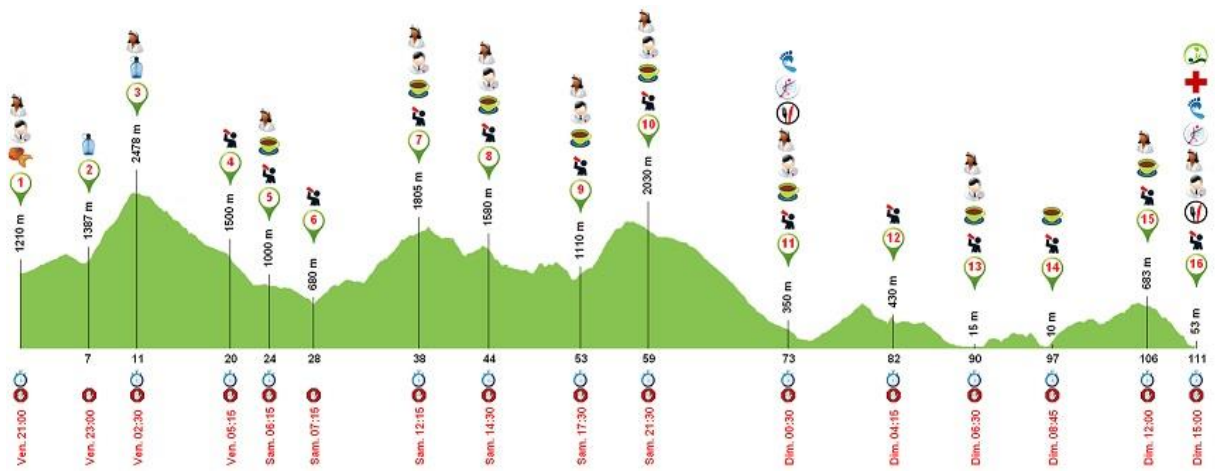 1
1210 m
Ven. 21:00
2
1387 m
7
Ven. 23:00
3
2478 m
11
Ven. 02:30
4
1500 m
20
Ven. 05:15
5
1000 m
24
Sam. 06:15
6
680 m
28
Sam. 07:15
7
1805 m
38
Sam. 12:15
8
1580 m
44
Sam. 14:30
9
1110 m
53
Sam. 17:30
10
2030 m
59
Sam. 21:30
11
350 m
73
Dim. 00:30
12
430 m
82
Dim. 04:15
13
15 m
90
Dim. 06:30
14
10 m
97
Dim. 08:45
15
683 m
106
Dim. 12:00
16
53 m
111
Dim. 15:00